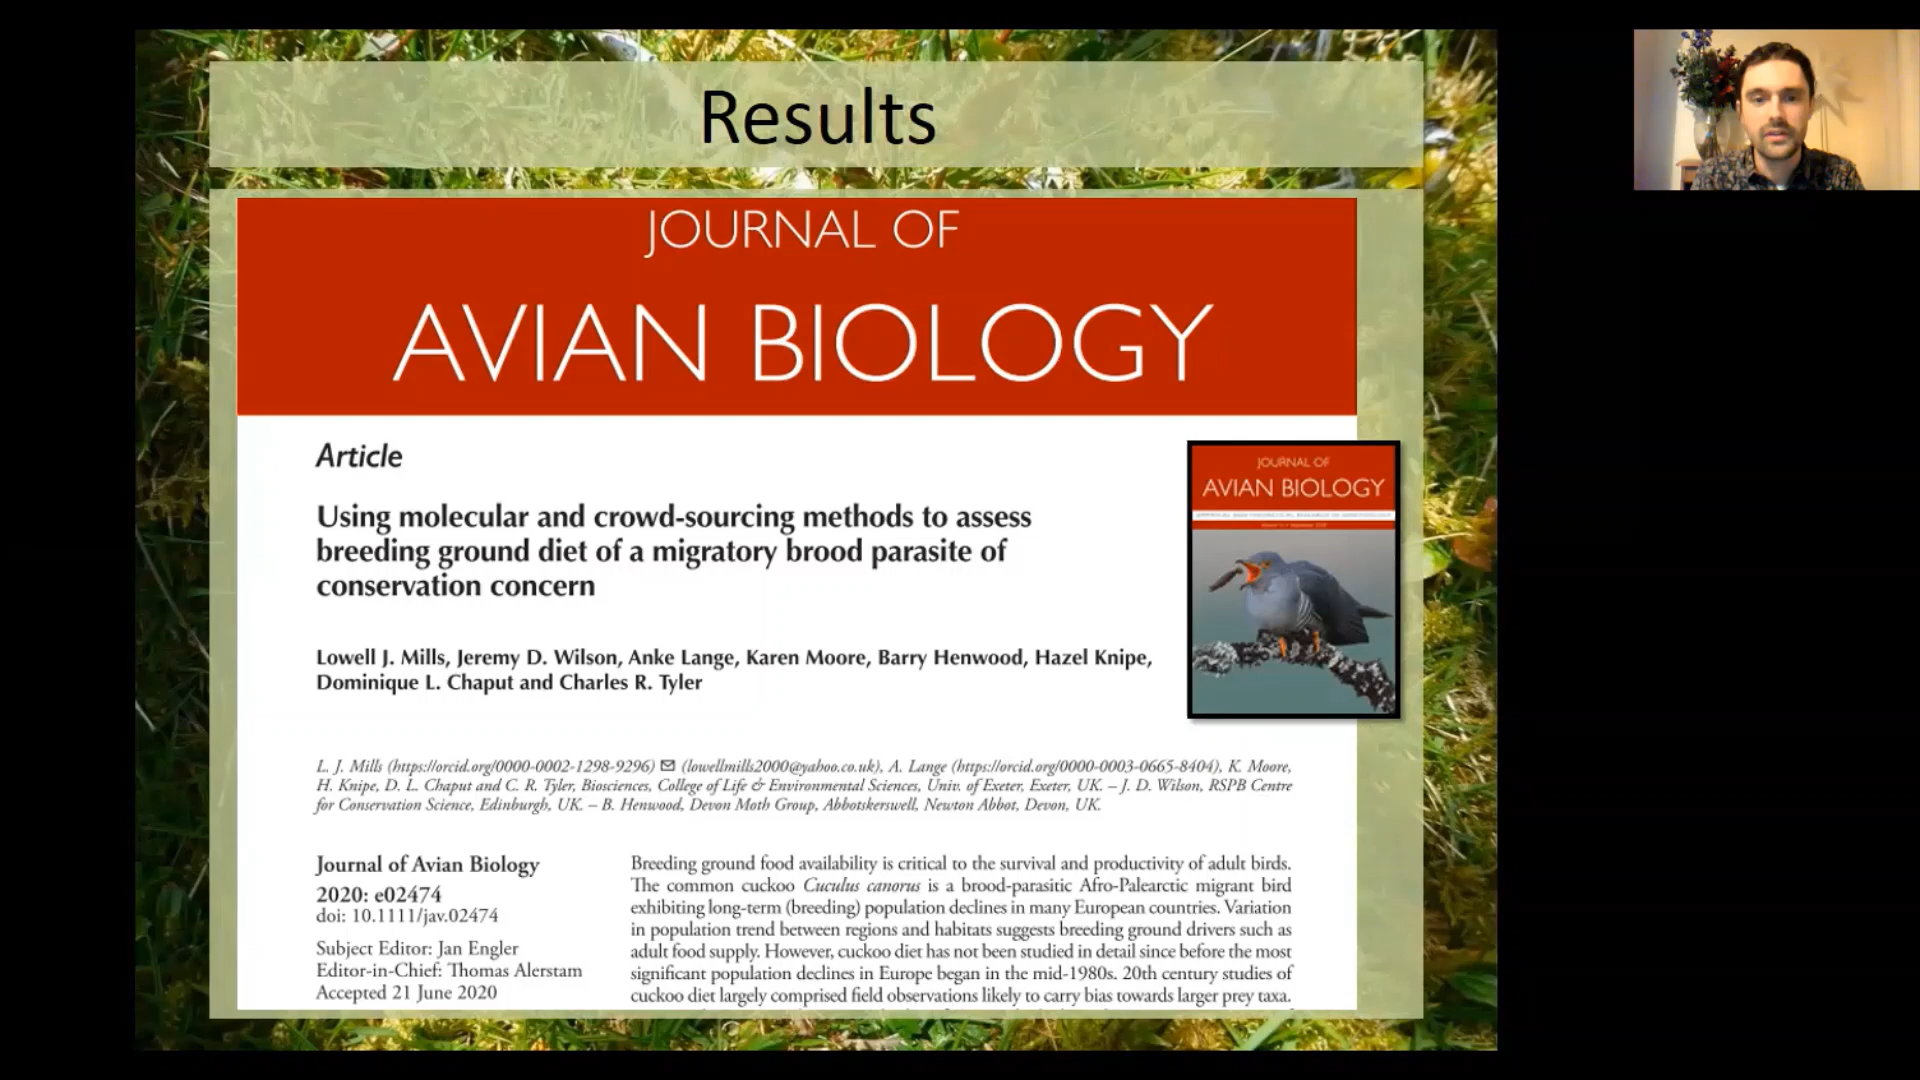 Results
JOURNAL OF
AVIAN BIOLOGY
Article
Using molecular and crowd-sourcing methods to assess
breeding ground diet of a migratory brood parasite of
conservation concern
Lowell J. Mills, Jeremy D. Wilson, Anke Lange, Karen Moore, Barry Henwood, Hazel Knipe,
Dominique L. Chaput and Charles R. Tyler
JOURNAL OF
AVIAN BIOLOGY
L. J. Mills (https://orcid.org/0000-0002-1298-9296) ✉ (lowellmills2000@yahoo.co.uk), A. Lange (https://orcid.org/0000-0003-0665-8404), K. Moore,
H. Knipe, D. L. Chaput and C. R. Tyler, Biosciences, College of Life & Environmental Sciences, Univ. of Exeter, Exeter, UK. – J. D. Wilson, RSPB Centre
for Conservation Science, Edinburgh, UK. – B. Henwood, Devon Moth Group, Abbotskerswell, Newton Abbot, Devon, UK.
Journal of Avian Biology
2020: e02474
doi: 10.1111/jav.02474
Subject Editor: Jan Engler
Editor-in-Chief: Thomas Alerstam
Accepted 21 June 2020
Breeding ground food availability is critical to the survival and productivity of adult birds.
The common cuckoo Cuculus canorus is a brood-parasitic Afro-Palearctic migrant bird
exhibiting long-term (breeding) population declines in many European countries. Variation
in population trend between regions and habitats suggests breeding ground drivers such as
adult food supply. However, cuckoo diet has not been studied in detail since before the most
significant population declines in Europe began in the mid-1980s. 20th century studies of
cuckoo diet largely comprised field observations likely to carry bias towards larger prey taxa.